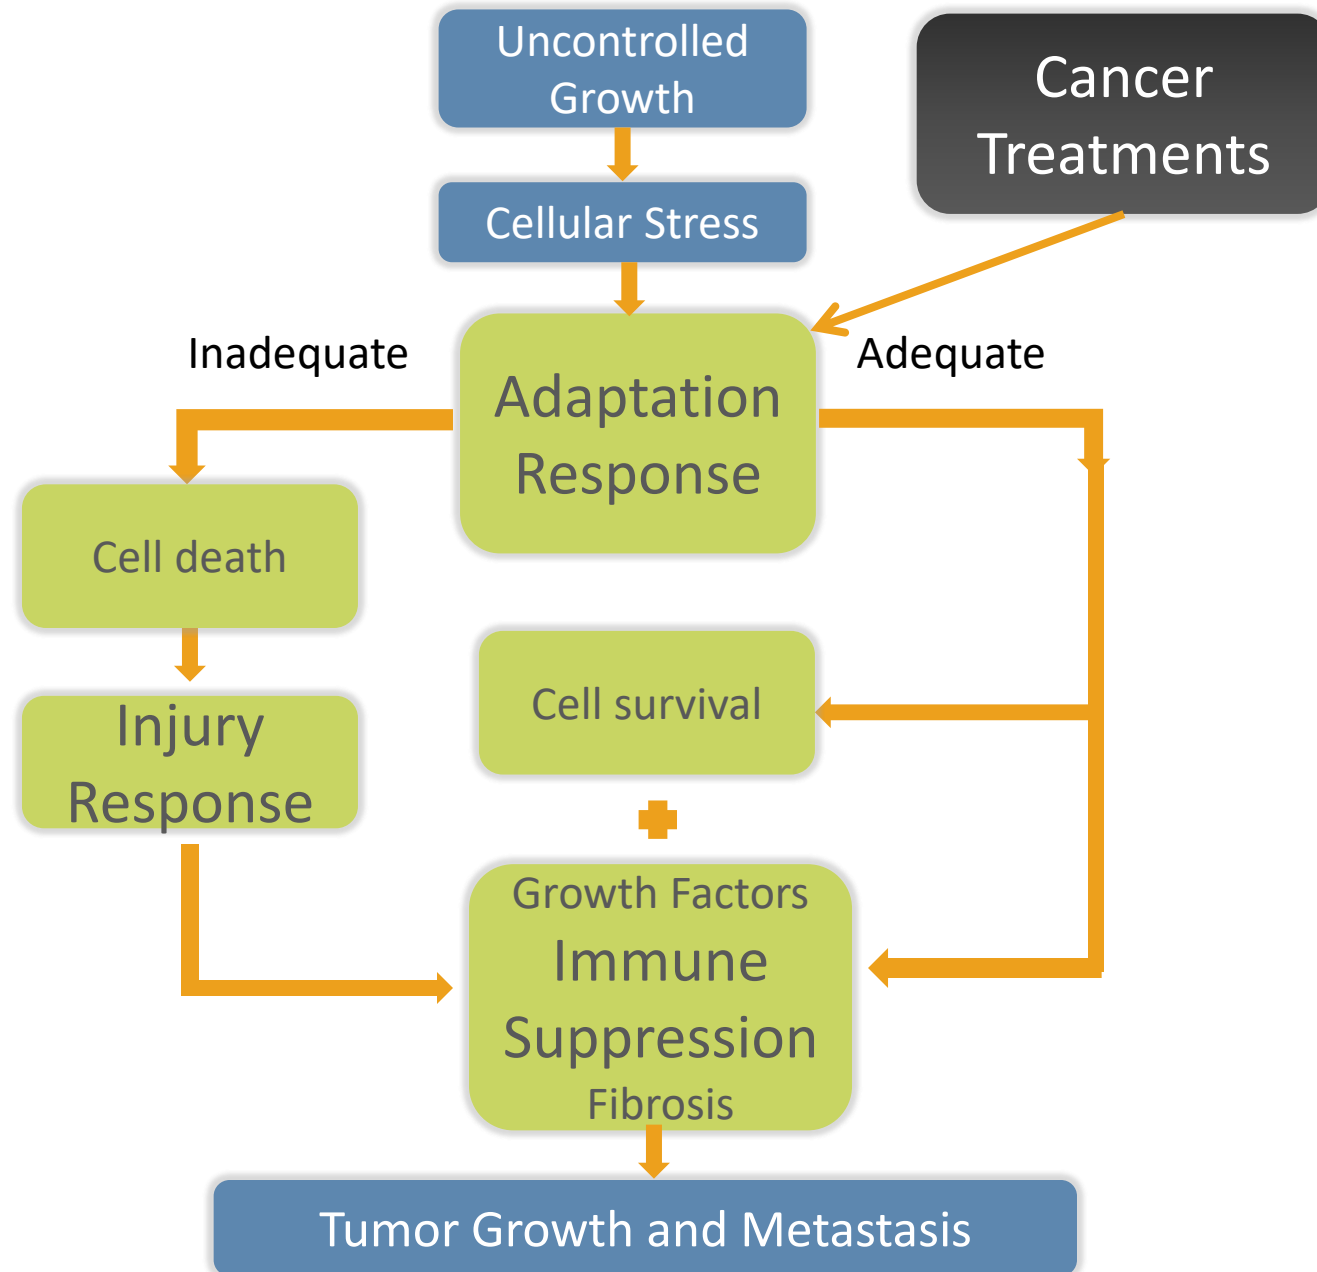 Uncontrolled
Growth
Cancer
Treatments
Cellular Stress
Inadequate
Adequate
Adaptation
Response
Cell death
Cell survival
Injury
Response
Growth Factors
Immune
Suppression
Fibrosis
Tumor Growth and Metastasis